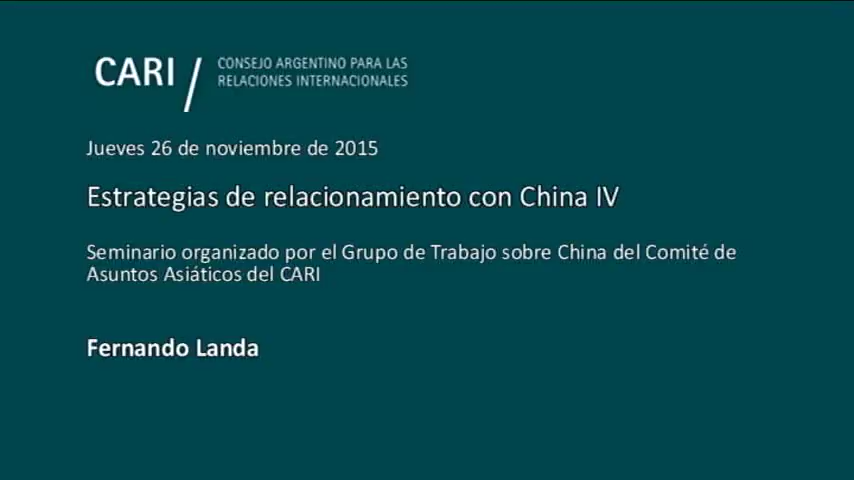 CARI
CONSEJO ARGENTINO PARA LAS
RELACIONES INTERNACIONALES
Jueves 26 de noviembre de 2015
Estrategias de relacionamiento con China IV
Seminario organizado por el Grupo de Trabajo sobre China del Comité de
Asuntos Asiáticos del CARI
Fernando Landa